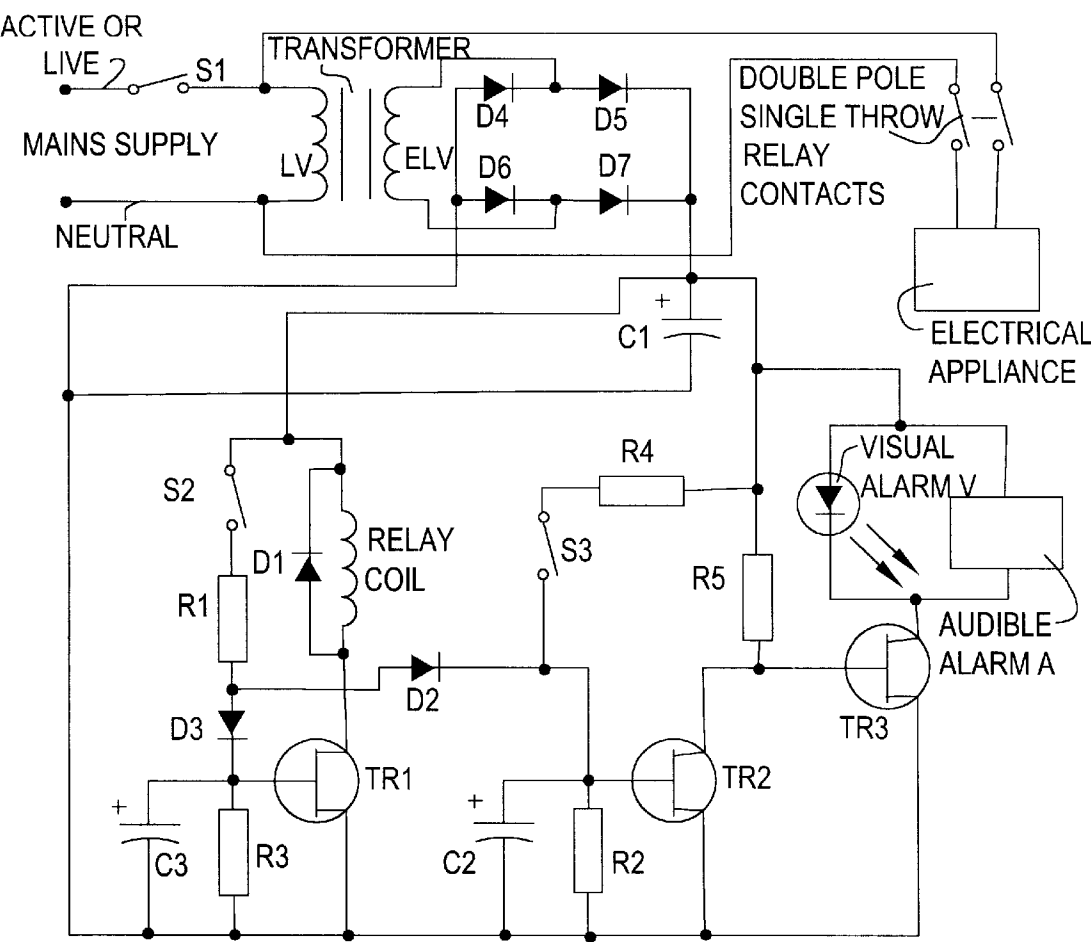 ACTIVE OR
LIVE
S1
TRANSFORMER
MAINS SUPPLY
LV
ELV
NEUTRAL
D4
D5
D6
D7
DOUBLE POLE
SINGLE THROW
RELAY
CONTACTS
+
C1
ELECTRICAL
APPLIANCE
S2
R1
D1
RELAY
COIL
R4
S3
R5
VISUAL
ALARM V
AUDIBLE
ALARM A
D2
D3
TR1
TR2
TR3
+
C3
R3
+
C2
R2